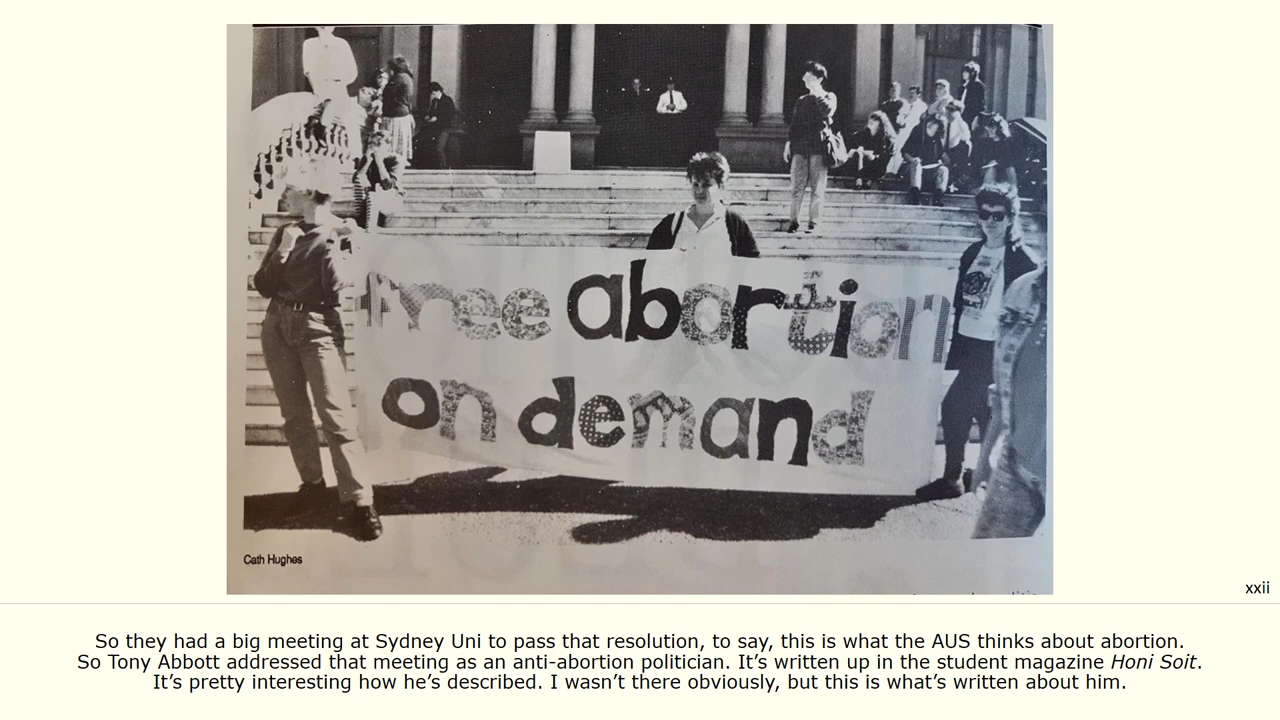 free abortion
on demand
Cath Hughes
xxii
So they had a big meeting at Sydney Uni to pass that resolution, to say, this is what the AUS thinks about abortion.
So Tony Abbott addressed that meeting as an anti-abortion politician. It’s written up in the student magazine Honi Soit.
It’s pretty interesting how he’s described. I wasn’t there obviously, but this is what’s written about him.